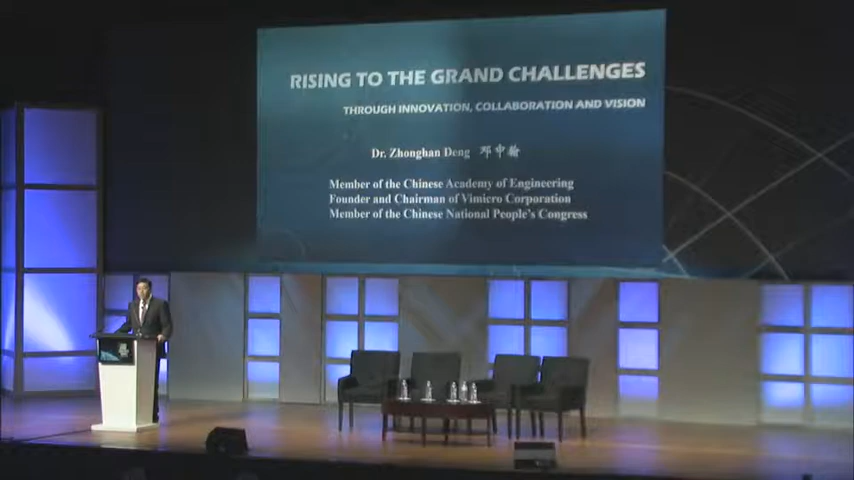 RISING TO THE GRAND CHALLENGES
THROUGH INNOVATION, COLLABORATION AND VISION
Dr. Zhonghan Deng 邓中翰
Member of the Chinese Academy of Engineering
Founder and Chairman of Vimicro Corporation
Member of the Chinese National People's Congress